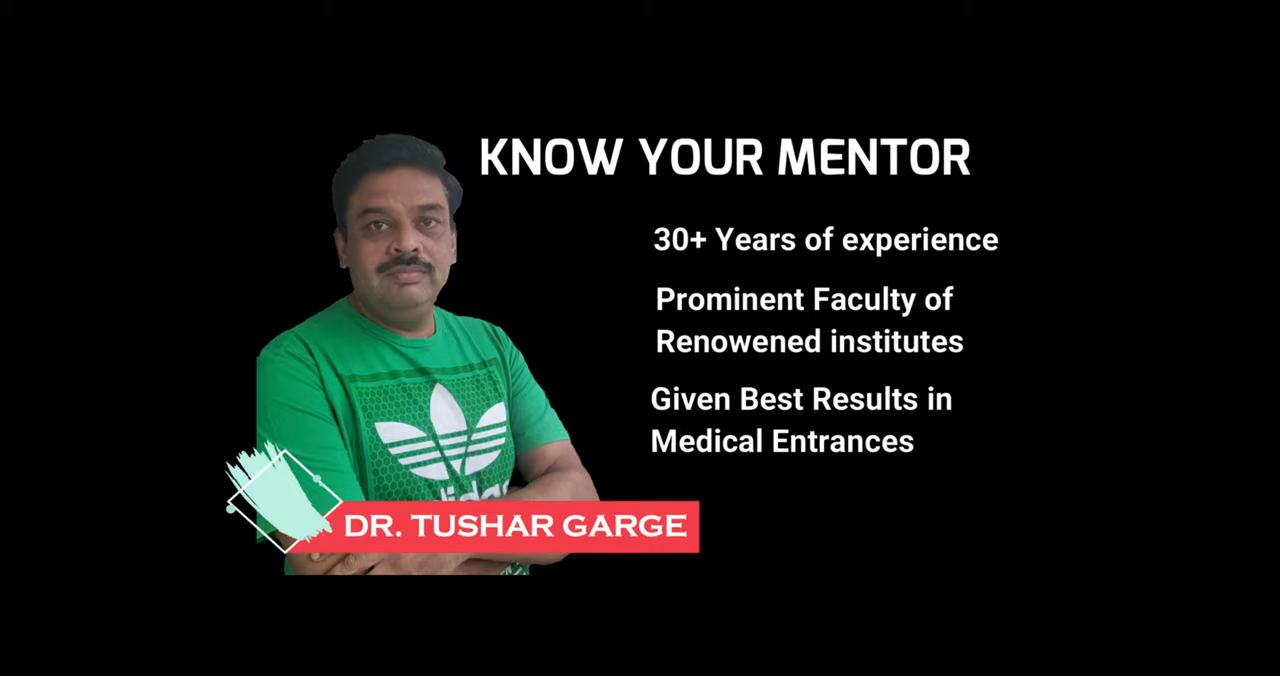 KNOW YOUR MENTOR
30+ Years of experience
Prominent Faculty of
Renowened institutes
Given Best Results in
Medical Entrances
adidas
DR. TUSHAR GARGE